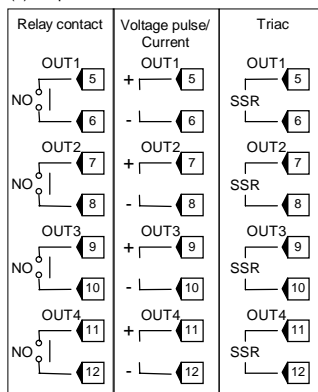 Relay contact
OUT1
5
NO
6
OUT2
7
NO
8
OUT3
9
NO
10
OUT4
11
NO
12
Voltage pulse/
Current
OUT1
+ 5
- 6
OUT2
+ 7
- 8
OUT3
+ 9
- 10
OUT4
+ 11
- 12
Triac
OUT1
5
SSR
6
OUT2
7
SSR
8
OUT3
9
SSR
10
OUT4
11
SSR
12